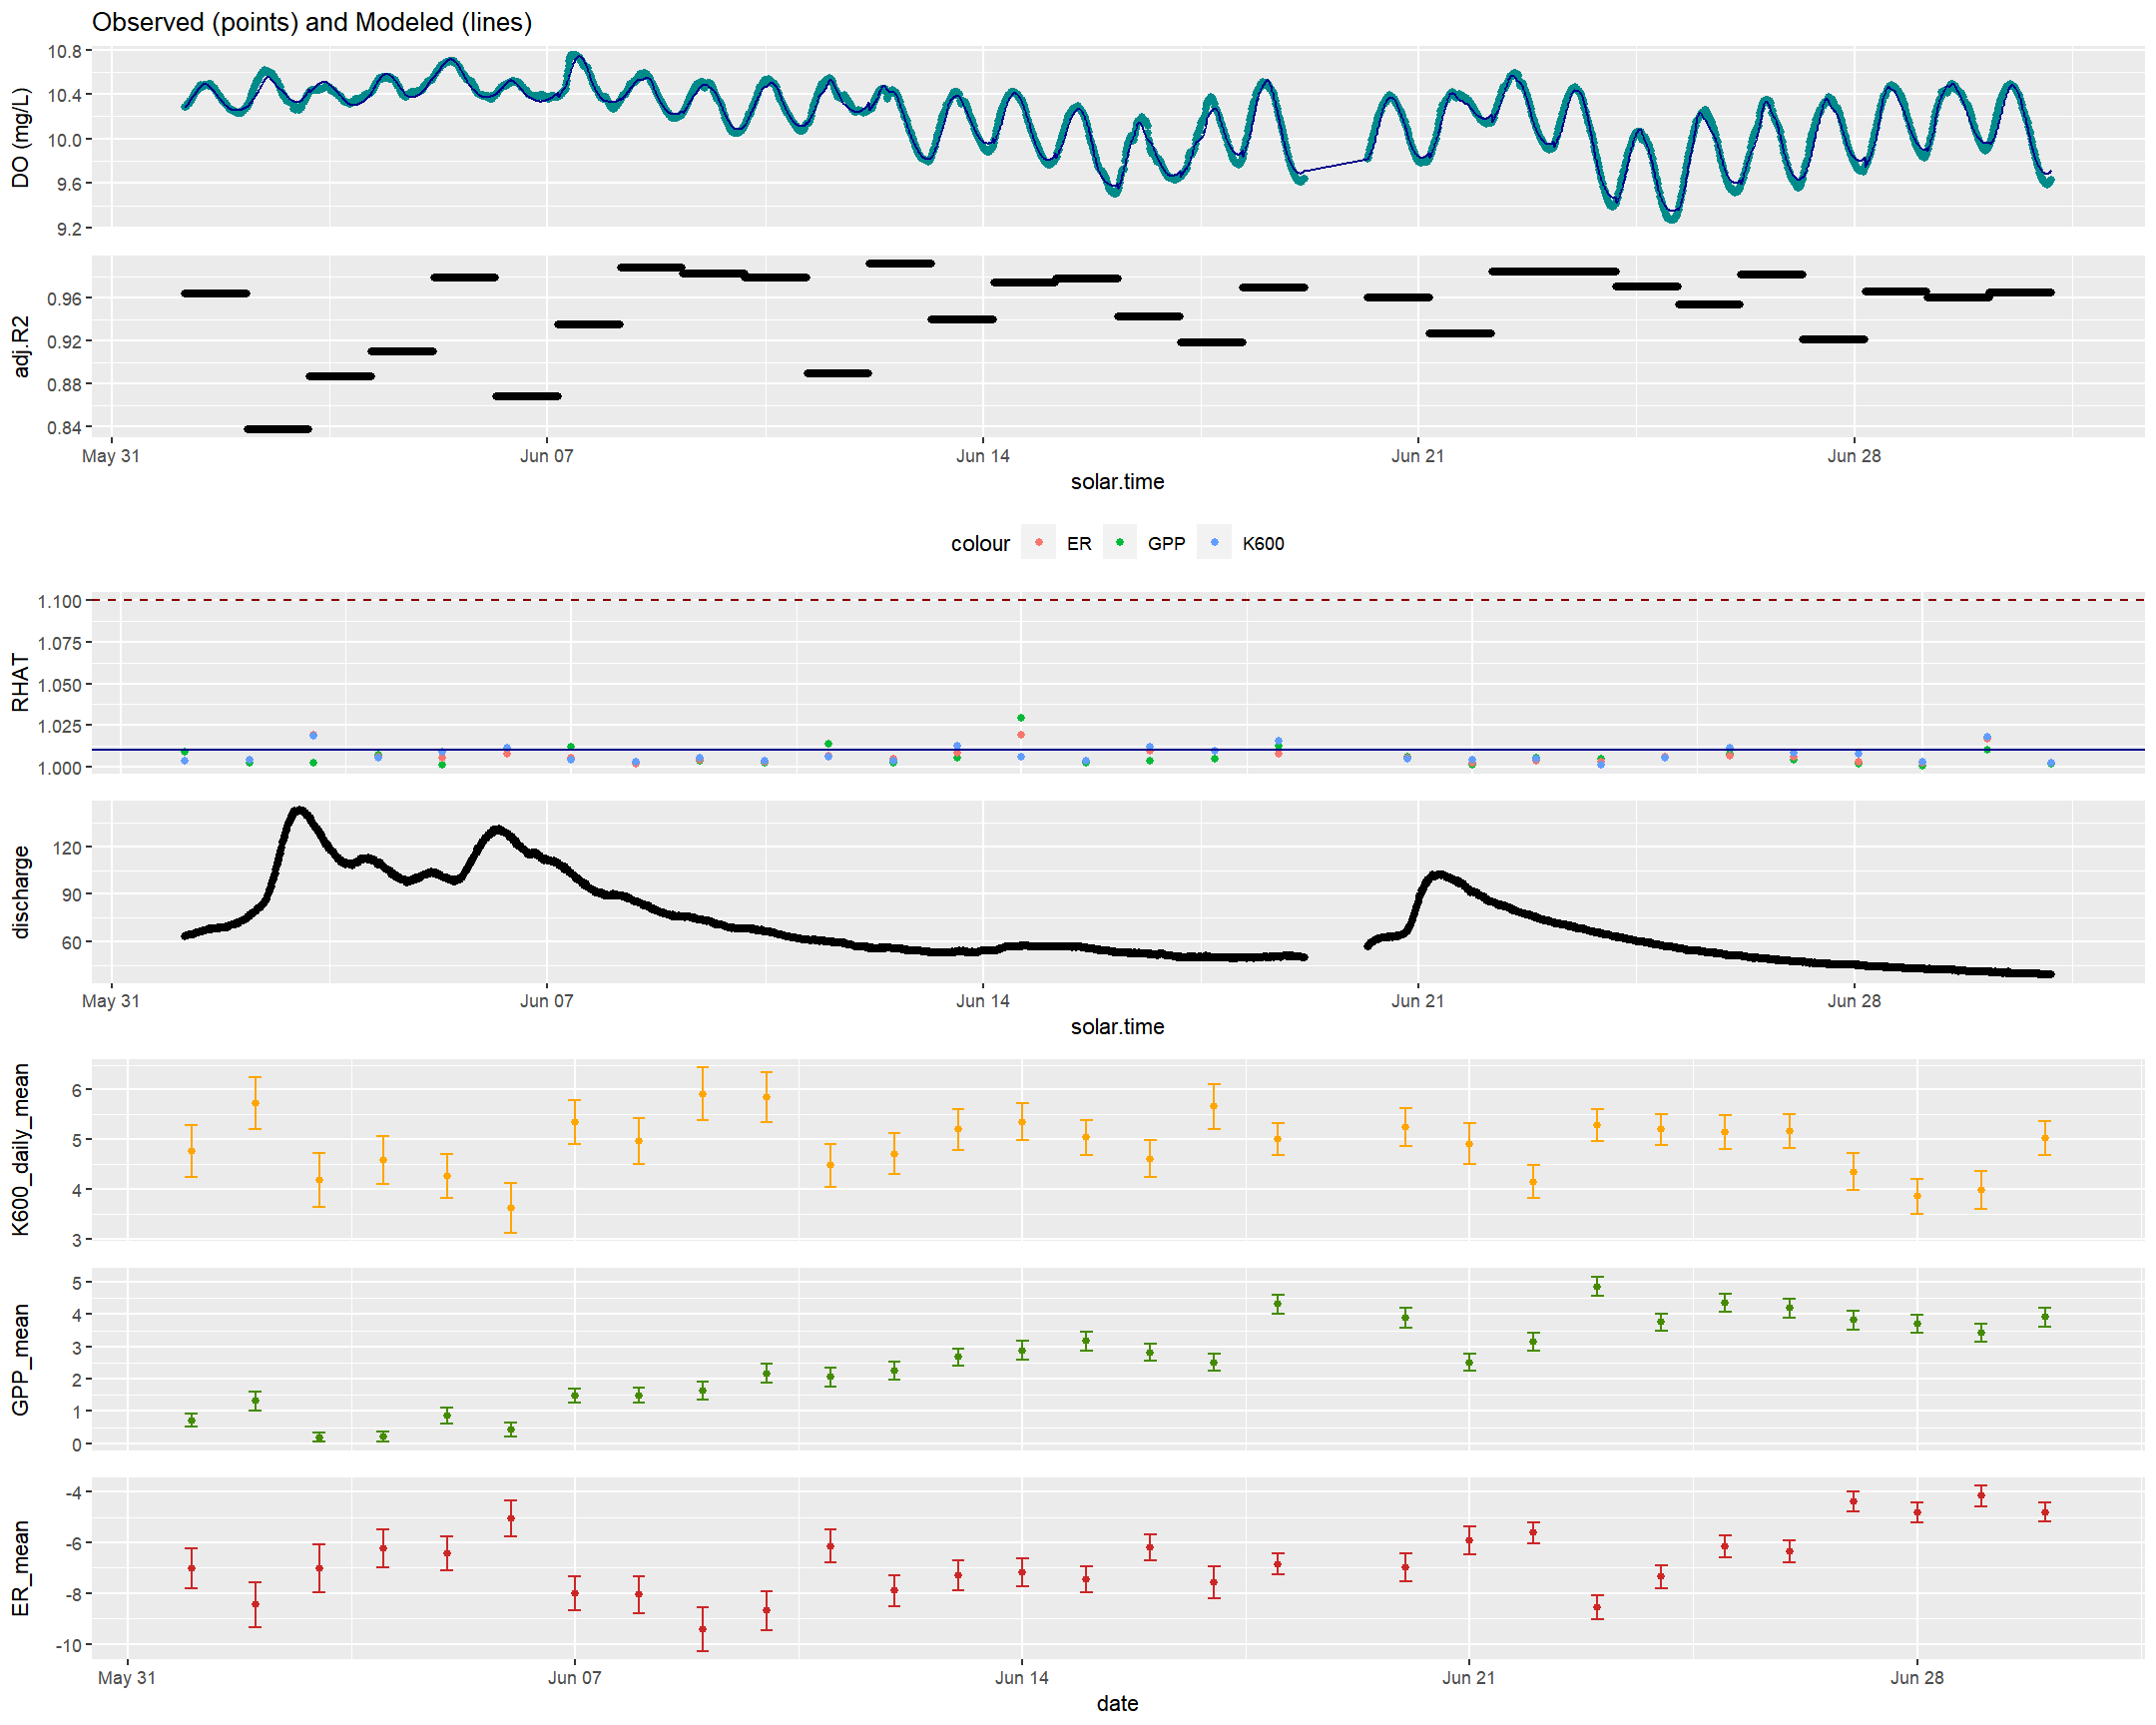 Observed (points) and Modeled (lines)
DO (mg/L)
10.8
10.4
10.0
9.6
9.2
adj.R2
0.96
0.92
0.88
0.84
May 31 Jun 07 Jun 14 Jun 21 Jun 28
solar.time
colour ER GPP K600
RHAT
1.100
1.075
1.050
1.025
1.000
discharge
120
90
60
May 31 Jun 07 Jun 14 Jun 21 Jun 28
solar.time
K600_daily_mean
6
5
4
3
GPP_mean
5
4
3
2
1
0
ER_mean
-4
-6
-8
-10
May 31 Jun 07 Jun 14 Jun 21 Jun 28
date